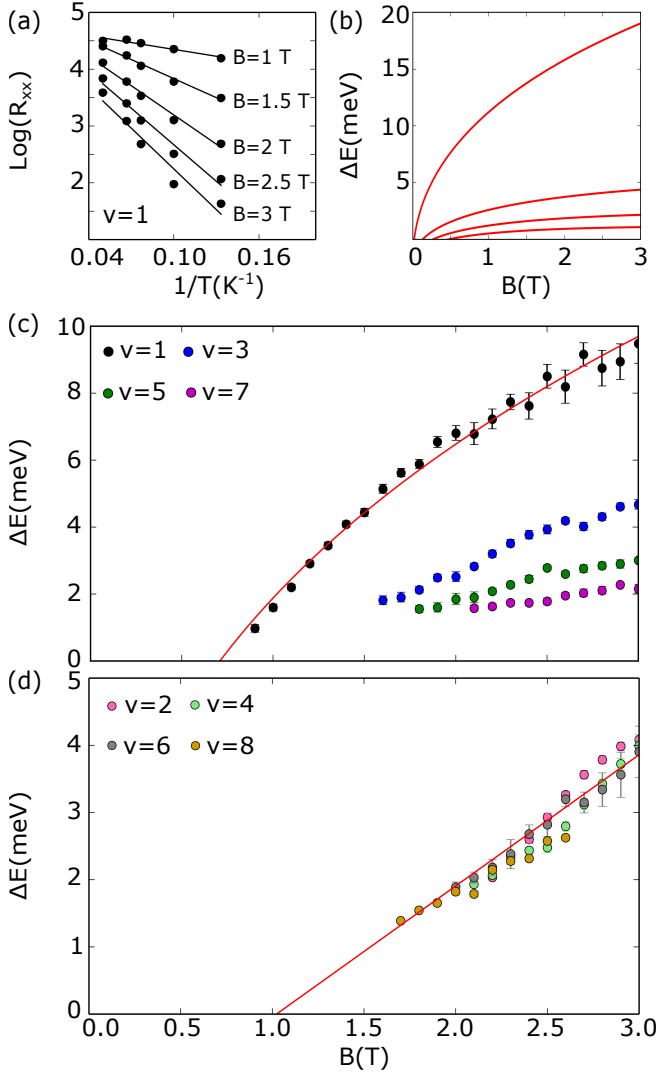 (a)
5
4
3
2
Log(Rxx)
B=1 T
B=1.5 T
B=2 T
B=2.5 T
B=3 T
v=1
0.04 0.10 0.16
1/T(K-1)
(b)
20
15
10
5
ΔE(meV)
0 1 2 3
B(T)
(c)
10
8
6
4
2
0
ΔE(meV)
v=1 v=3
v=5 v=7
(d)
5
4
3
2
1
0
ΔE(meV)
v=2 v=4
v=6 v=8
0.0 0.5 1.0 1.5 2.0 2.5 3.0
B(T)